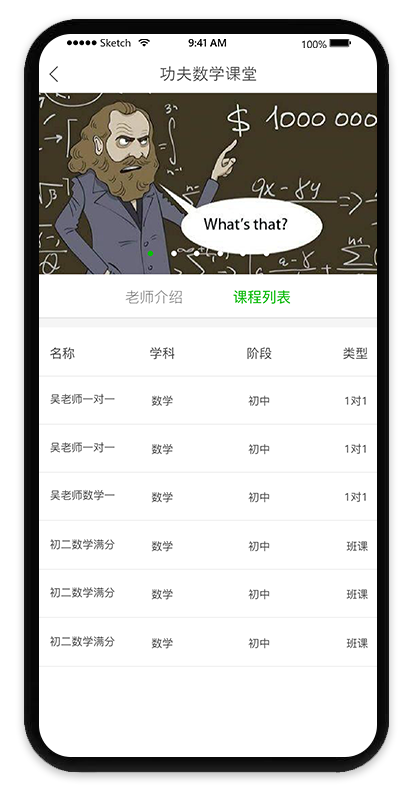 Sketch 9:41 AM 100%
功夫数学课堂
$ 1000 000
What's that?
老师介绍 课程列表
名称 学科 阶段 类型
吴老师一对一 数学 初中 1对1
吴老师一对一 数学 初中 1对1
吴老师数学一 数学 初中 1对1
初二数学满分 数学 初中 班课
初二数学满分 数学 初中 班课
初二数学满分 数学 初中 班课